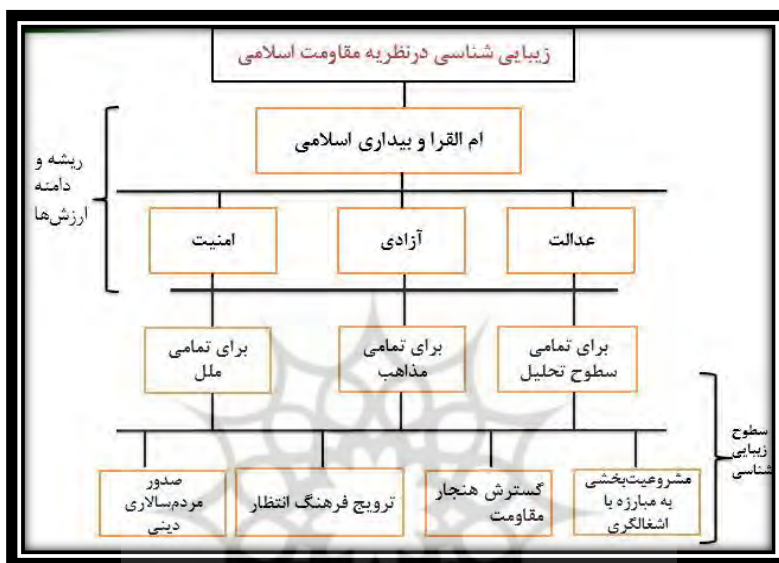 زیبایی شناسی درنظریه مقاومت اسلامی
ام القرا و بیداری اسلامی
ریشه و
دامنه
ارزش‌ها
عدالت
آزادی
امنیت
برای تمامی
سطوح تحلیل
برای تمامی
مذاهب
برای تمامی
ملل
سطوح
زیبایی
شناسی
مشروعیت‌بخشی
به مبارزه با
اشغالگری
گسترش هنجار
مقاومت
ترویج فرهنگ انتظار
صدور
مردم‌سالاری
دینی